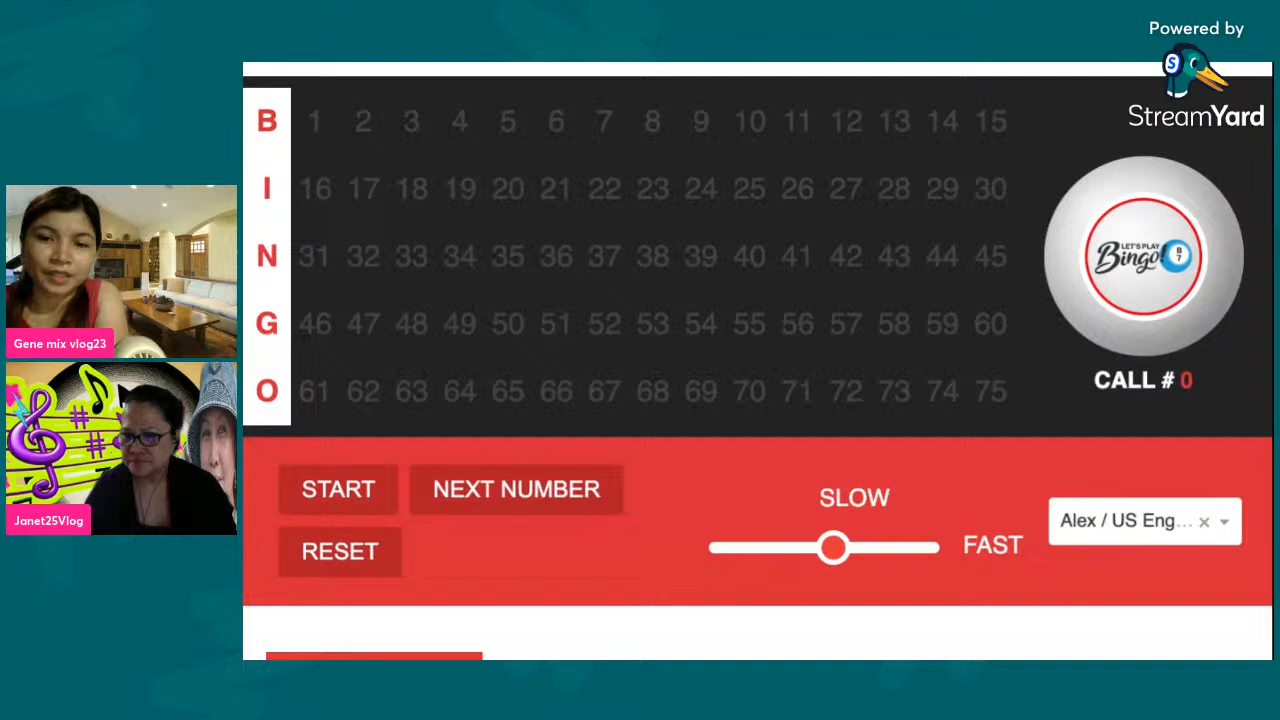 Powered by
StreamYard
B 1 2 3 4 5 6 7 8 9 10 11 12 13 14 15
I 16 17 18 19 20 21 22 23 24 25 26 27 28 29 30
N 31 32 33 34 35 36 37 38 39 40 41 42 43 44 45
G 46 47 48 49 50 51 52 53 54 55 56 57 58 59 60
O 61 62 63 64 65 66 67 68 69 70 71 72 73 74 75
LET'S PLAY
Bingo!
B
7
CALL # 0
START NEXT NUMBER
RESET
SLOW
FAST
Alex / US Eng...
Gene mix vlog23
Janet25Vlog